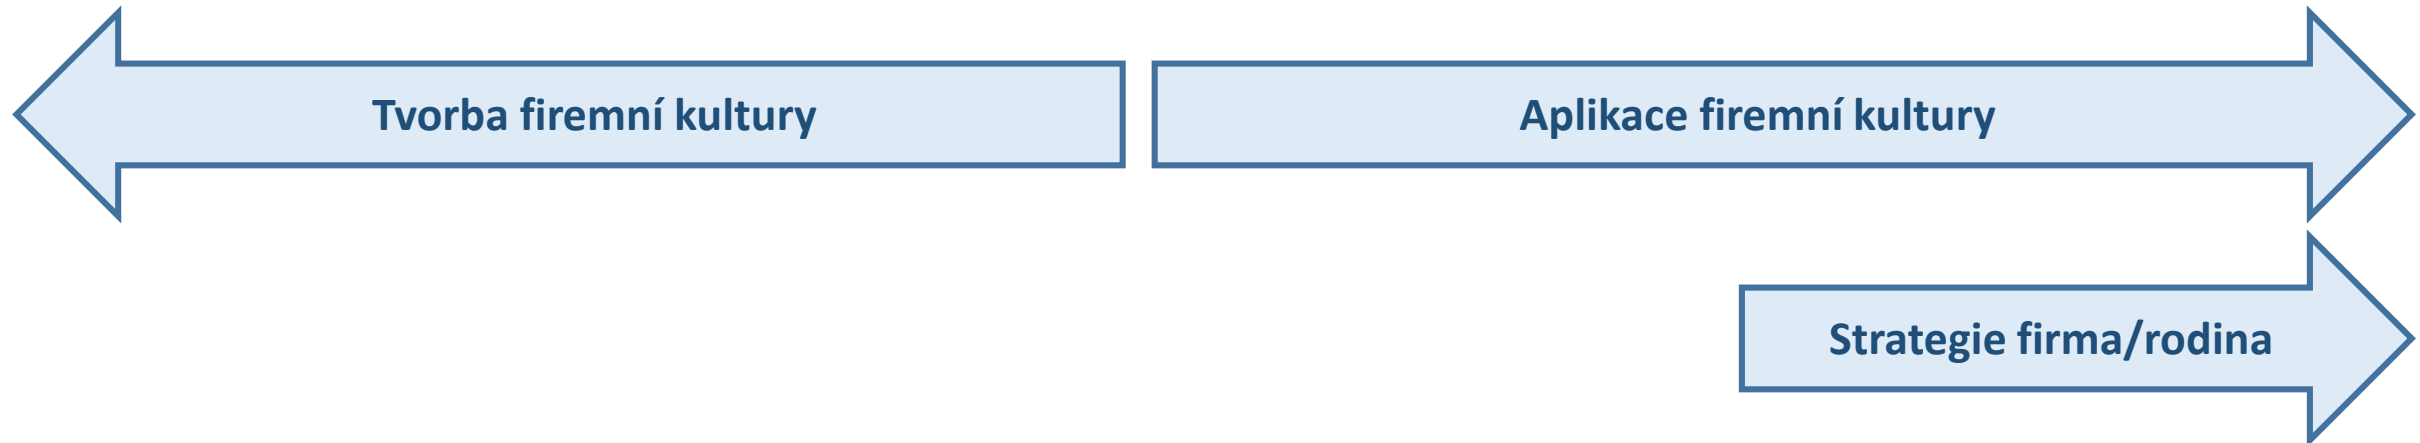 Tvorba firemní kultury
Aplikace firemní kultury
Strategie firma/rodina